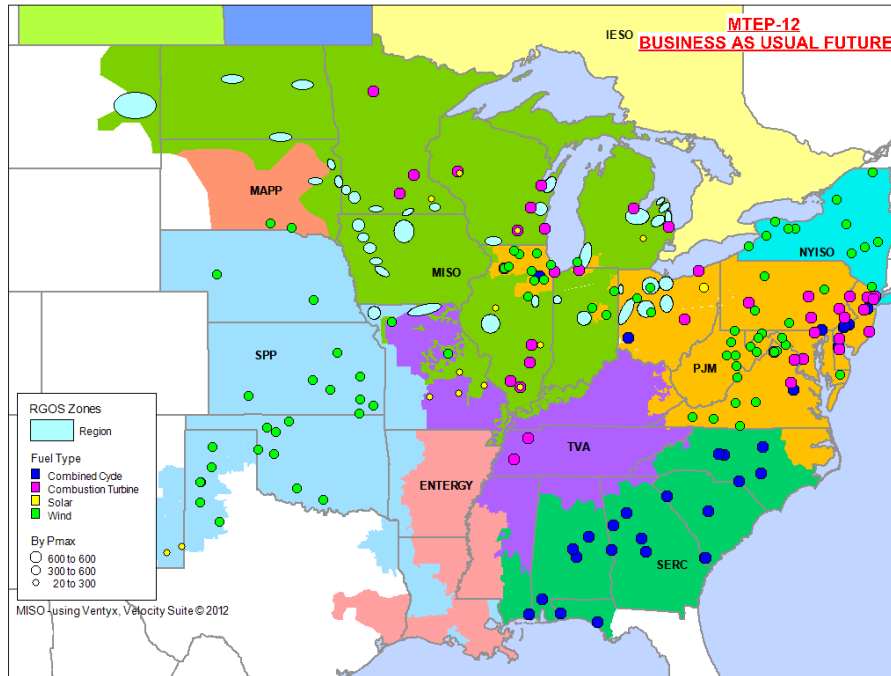 MTEP-12
BUSINESS AS USUAL FUTURE
IESO
MAPP
MISO
NYISO
SPP
PJM
TVA
ENTERGY
SERC
RGOS Zones
Region
Fuel Type
Combined Cycle
Combustion Turbine
Solar
Wind
By Pmax
600 to 600
300 to 600
20 to 300
MISO - using Ventyx, Velocity Suite © 2012